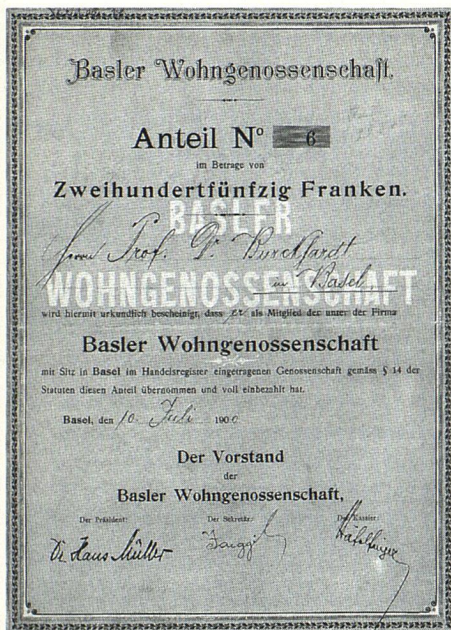 Basler Wohngenossenschaft.
Anteil Nº 6
im Betrage von
Zweihundertfünfzig Franken.
BASLER
Herrn Prof. Dr. Burckhardt
in Basel
WOHNGENOSSENSCHAFT
wird hiermit urkundlich bescheinigt, dass er als Mitglied der unter der Firma
Basler Wohngenossenschaft
mit Sitz in Basel im Handelsregister eingetragenen Genossenschaft gemäss § 14 der
Statuten diesen Anteil übernommen und voll einbezahlt hat.
Basel, den 10. Juli 1900
Der Vorstand
der
Basler Wohngenossenschaft,
Der Präsident: Der Sekretär: Der Kassier:
Dr Hans Müller